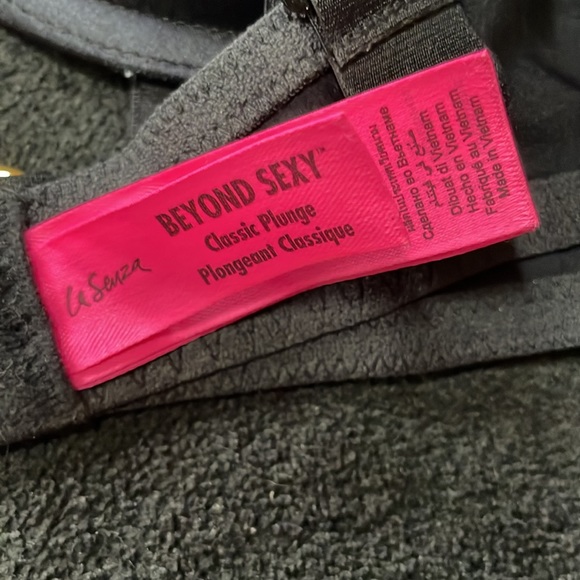 La Senza
BEYOND SEXY™
Classic Plunge
Plongeant Classique
Сделано во Вьетнаме
Dibuat di Vietnam
Hecho en Vietnam
Fabriqué au Vietnam
Made in Vietnam